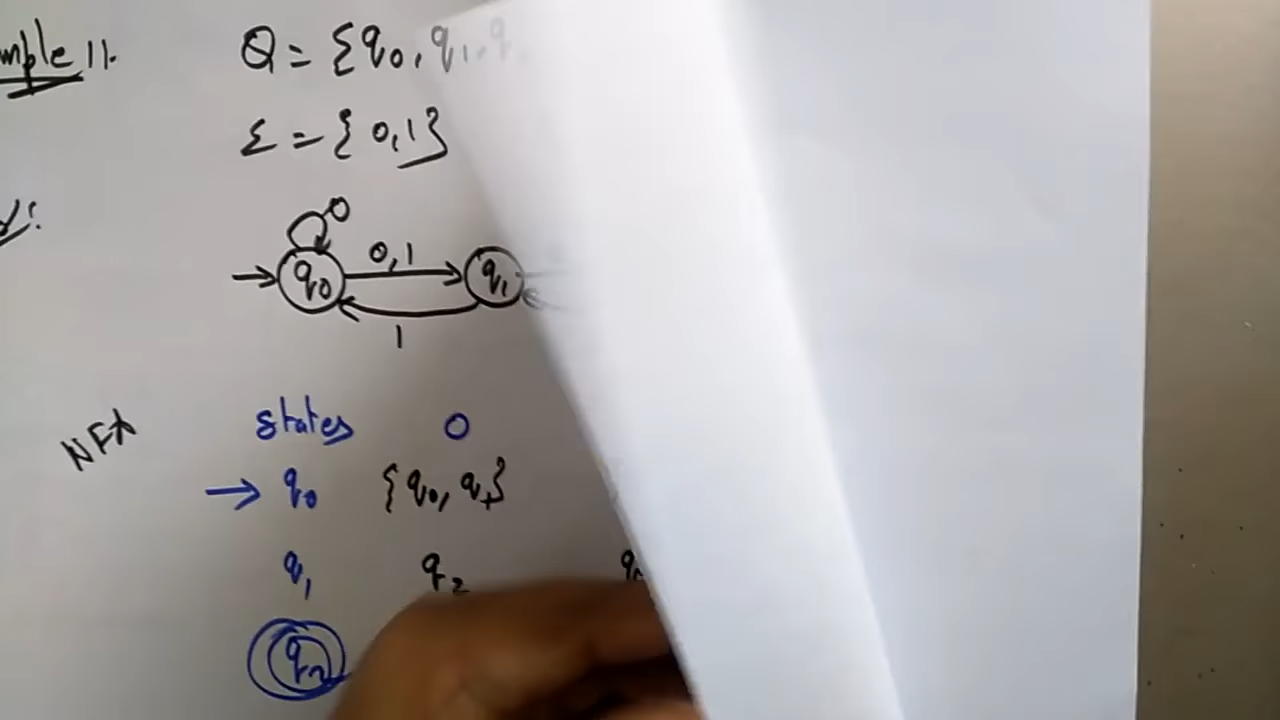 mple 11.
Q = {q0, q1, q
Σ = {0,1}
0
0,1
q0 q1
1
NFA
states 0
→ q0 {q0, q1}
q1 q2
q2